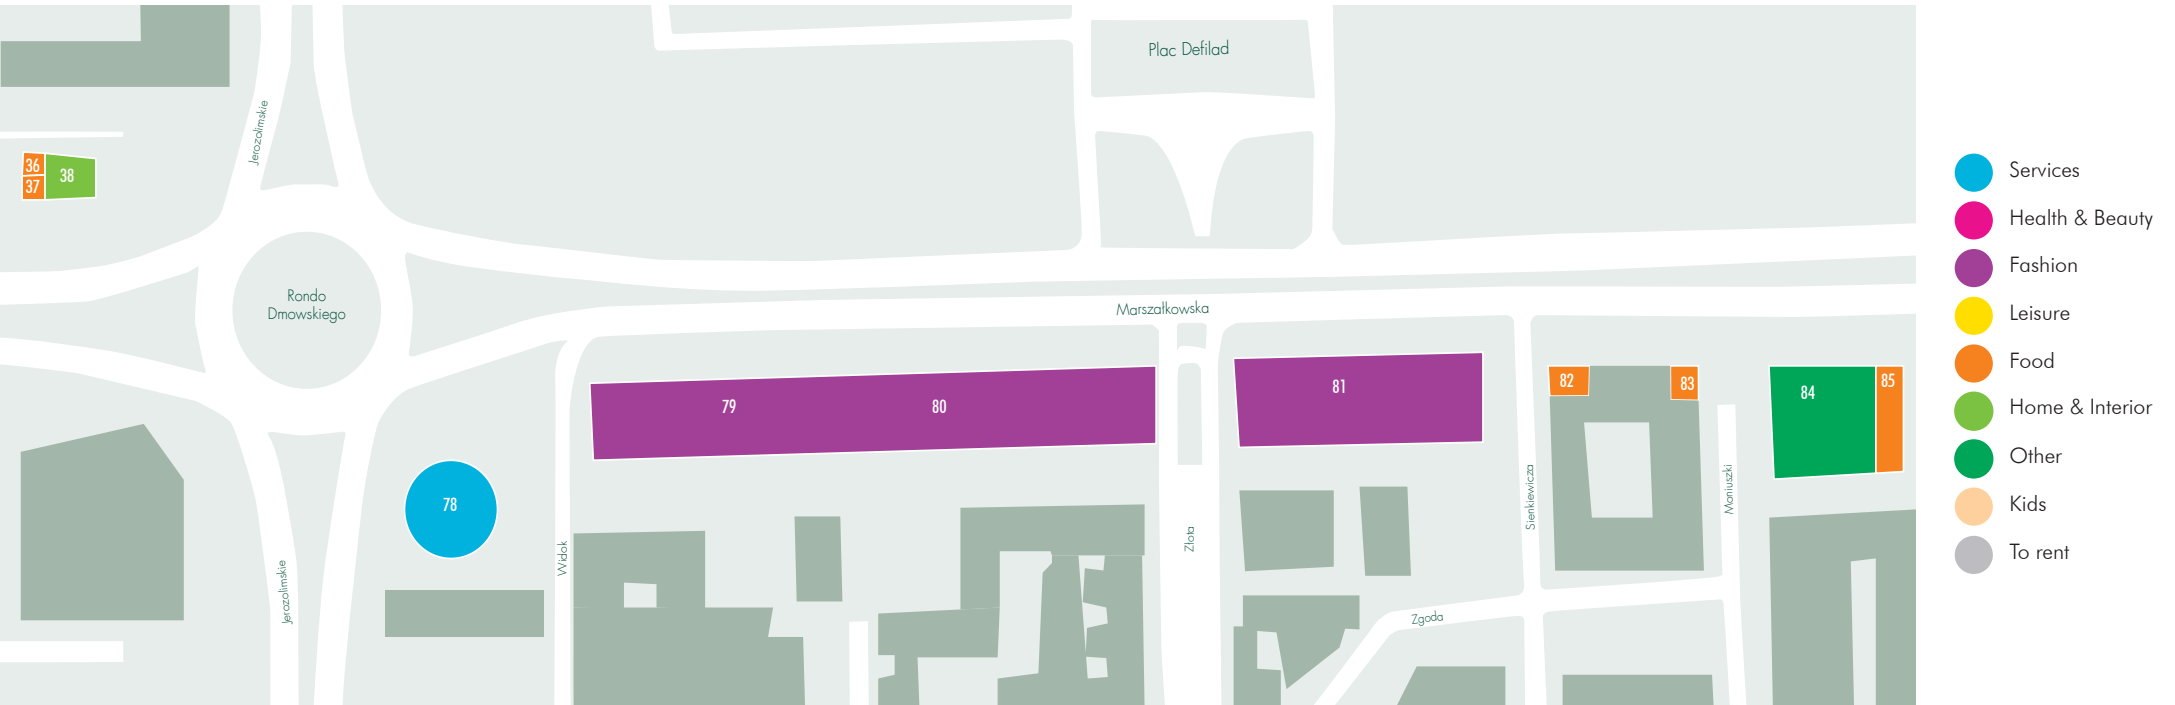 Plac Defilad
Jerozolimskie
36
37
38
Rondo
Dmowskiego
Marszałkowska
79
80
81
82
83
84
85
78
Widok
Złota
Sienkiewicza
Moniuszki
Jerozolimskie
Zgoda
Services
Health & Beauty
Fashion
Leisure
Food
Home & Interior
Other
Kids
To rent